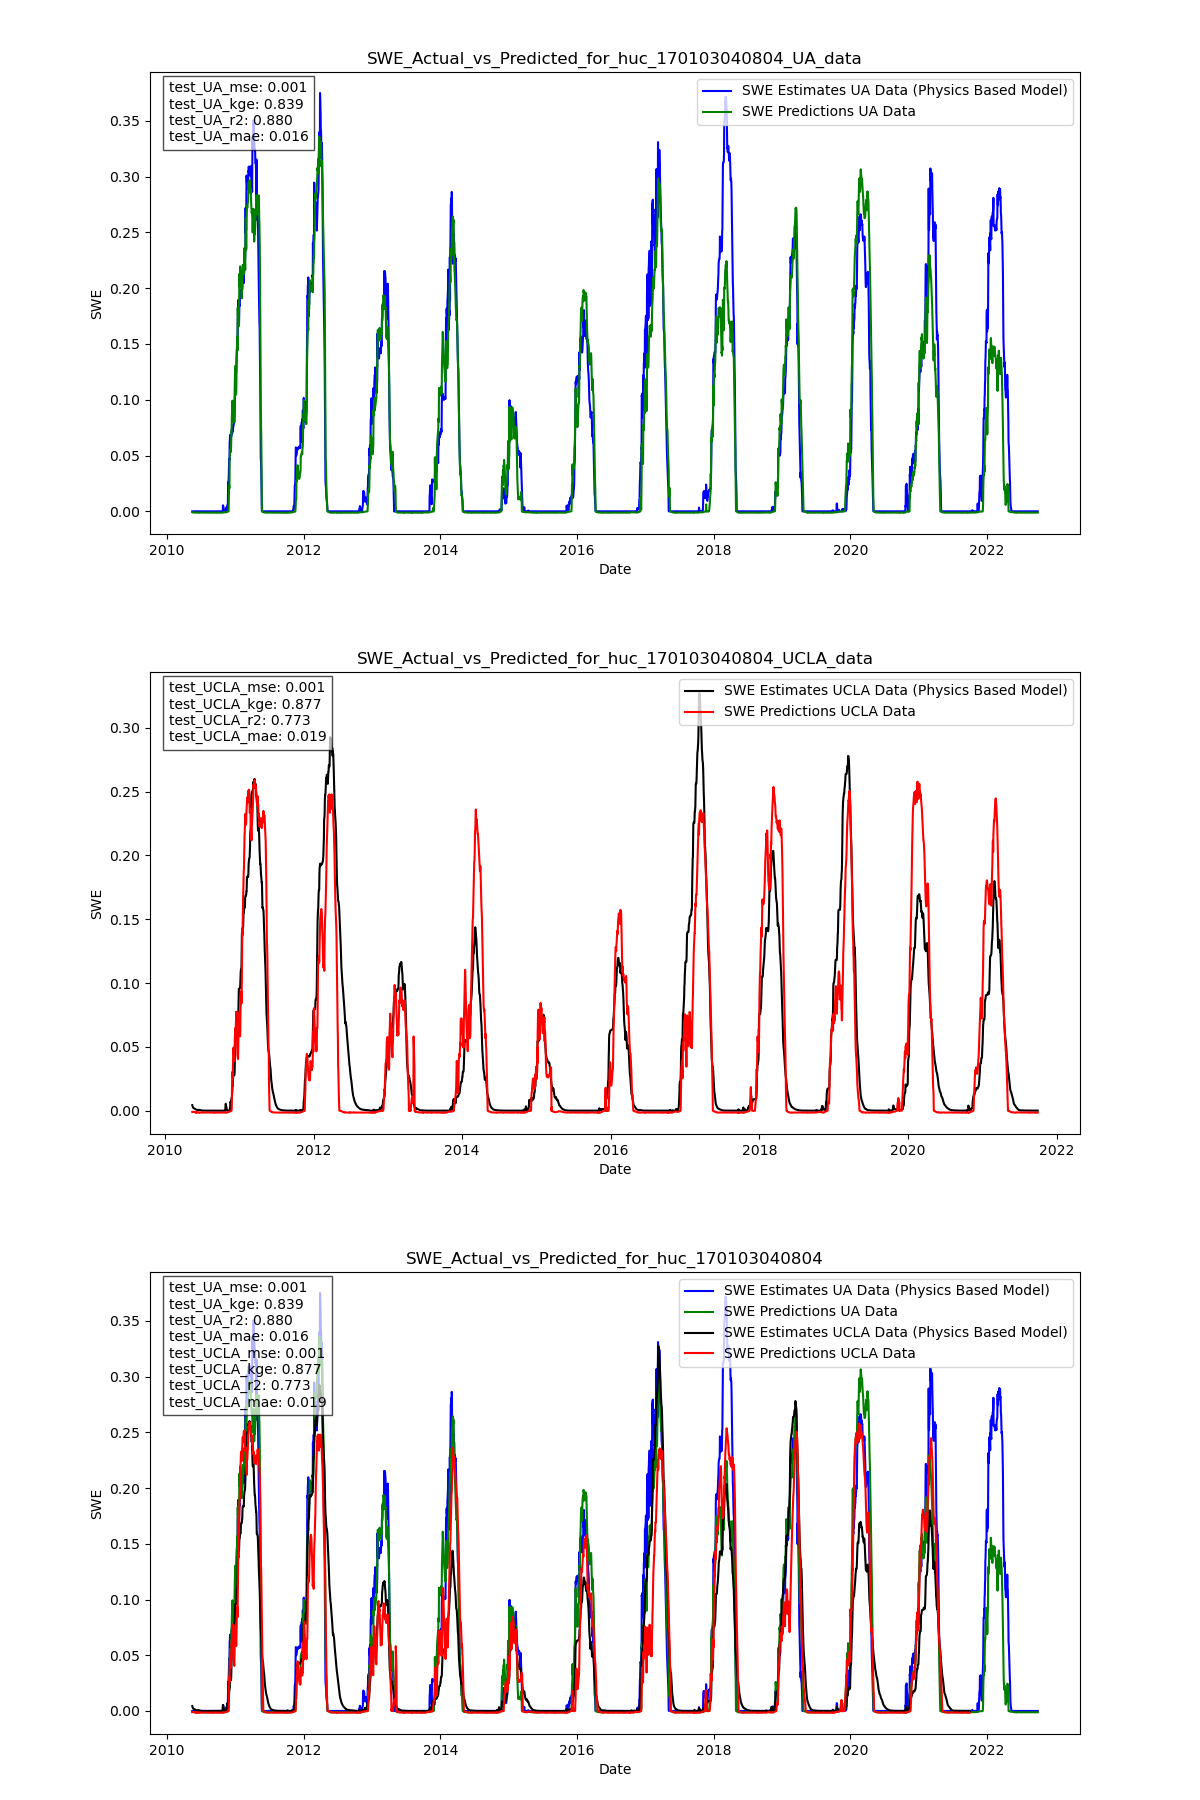 SWE_Actual_vs_Predicted_for_huc_170103040804_UA_data
test_UA_mse: 0.001
test_UA_kge: 0.839
test_UA_r2: 0.880
test_UA_mae: 0.016
SWE Estimates UA Data (Physics Based Model)
SWE Predictions UA Data
0.35
0.30
0.25
0.20
0.15
0.10
0.05
0.00
SWE
2010 2012 2014 2016 2018 2020 2022
Date
SWE_Actual_vs_Predicted_for_huc_170103040804_UCLA_data
test_UCLA_mse: 0.001
test_UCLA_kge: 0.877
test_UCLA_r2: 0.773
test_UCLA_mae: 0.019
SWE Estimates UCLA Data (Physics Based Model)
SWE Predictions UCLA Data
0.30
0.25
0.20
0.15
0.10
0.05
0.00
SWE
2010 2012 2014 2016 2018 2020 2022
Date
SWE_Actual_vs_Predicted_for_huc_170103040804
test_UA_mse: 0.001
test_UA_kge: 0.839
test_UA_r2: 0.880
test_UA_mae: 0.016
test_UCLA_mse: 0.001
test_UCLA_kge: 0.877
test_UCLA_r2: 0.773
test_UCLA_mae: 0.019
SWE Estimates UA Data (Physics Based Model)
SWE Predictions UA Data
SWE Estimates UCLA Data (Physics Based Model)
SWE Predictions UCLA Data
0.35
0.30
0.25
0.20
0.15
0.10
0.05
0.00
SWE
2010 2012 2014 2016 2018 2020 2022
Date